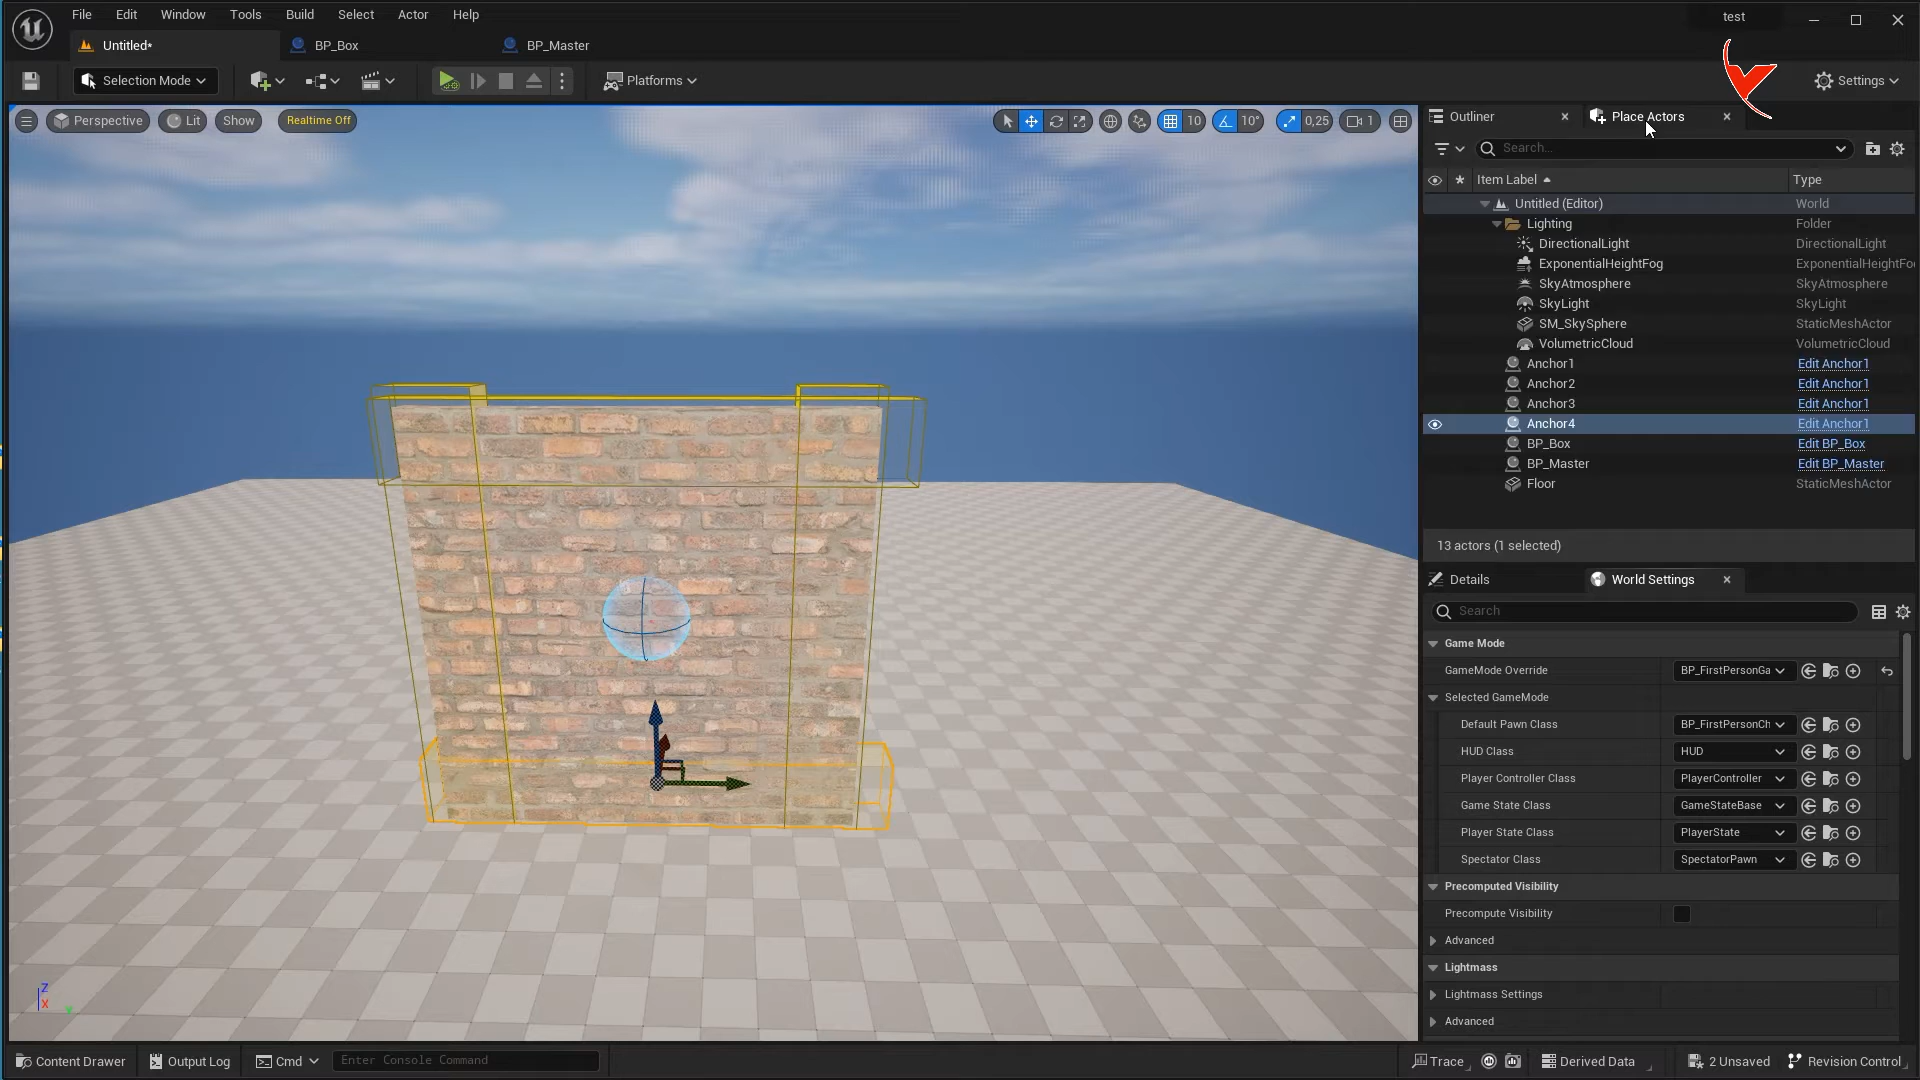 File Edit Window Tools Build Select Actor Help
test
Untitled*
BP_Box
BP_Master
Selection Mode
Platforms
Settings
Perspective
Lit
Show
Realtime Off
10
10°
0,25
1
Outliner
Place Actors
Search...
Item Label
Type
Untitled (Editor) World
Lighting Folder
DirectionalLight DirectionalLight
ExponentialHeightFog ExponentialHeightFo
SkyAtmosphere SkyAtmosphere
SkyLight SkyLight
SM_SkySphere StaticMeshActor
VolumetricCloud VolumetricCloud
Anchor1 Edit Anchor1
Anchor2 Edit Anchor1
Anchor3 Edit Anchor1
Anchor4 Edit Anchor1
BP_Box Edit BP_Box
BP_Master Edit BP_Master
Floor StaticMeshActor
13 actors (1 selected)
Details
World Settings
Search
Game Mode
GameMode Override BP_FirstPersonGa
Selected GameMode
Default Pawn Class BP_FirstPersonCh
HUD Class HUD
Player Controller Class PlayerController
Game State Class GameStateBase
Player State Class PlayerState
Spectator Class SpectatorPawn
Precomputed Visibility
Precompute Visibility
Advanced
Lightmass
Lightmass Settings
Advanced
Z
X
Content Drawer
Output Log
Cmd
Enter Console Command
Trace
Derived Data
2 Unsaved
Revision Control